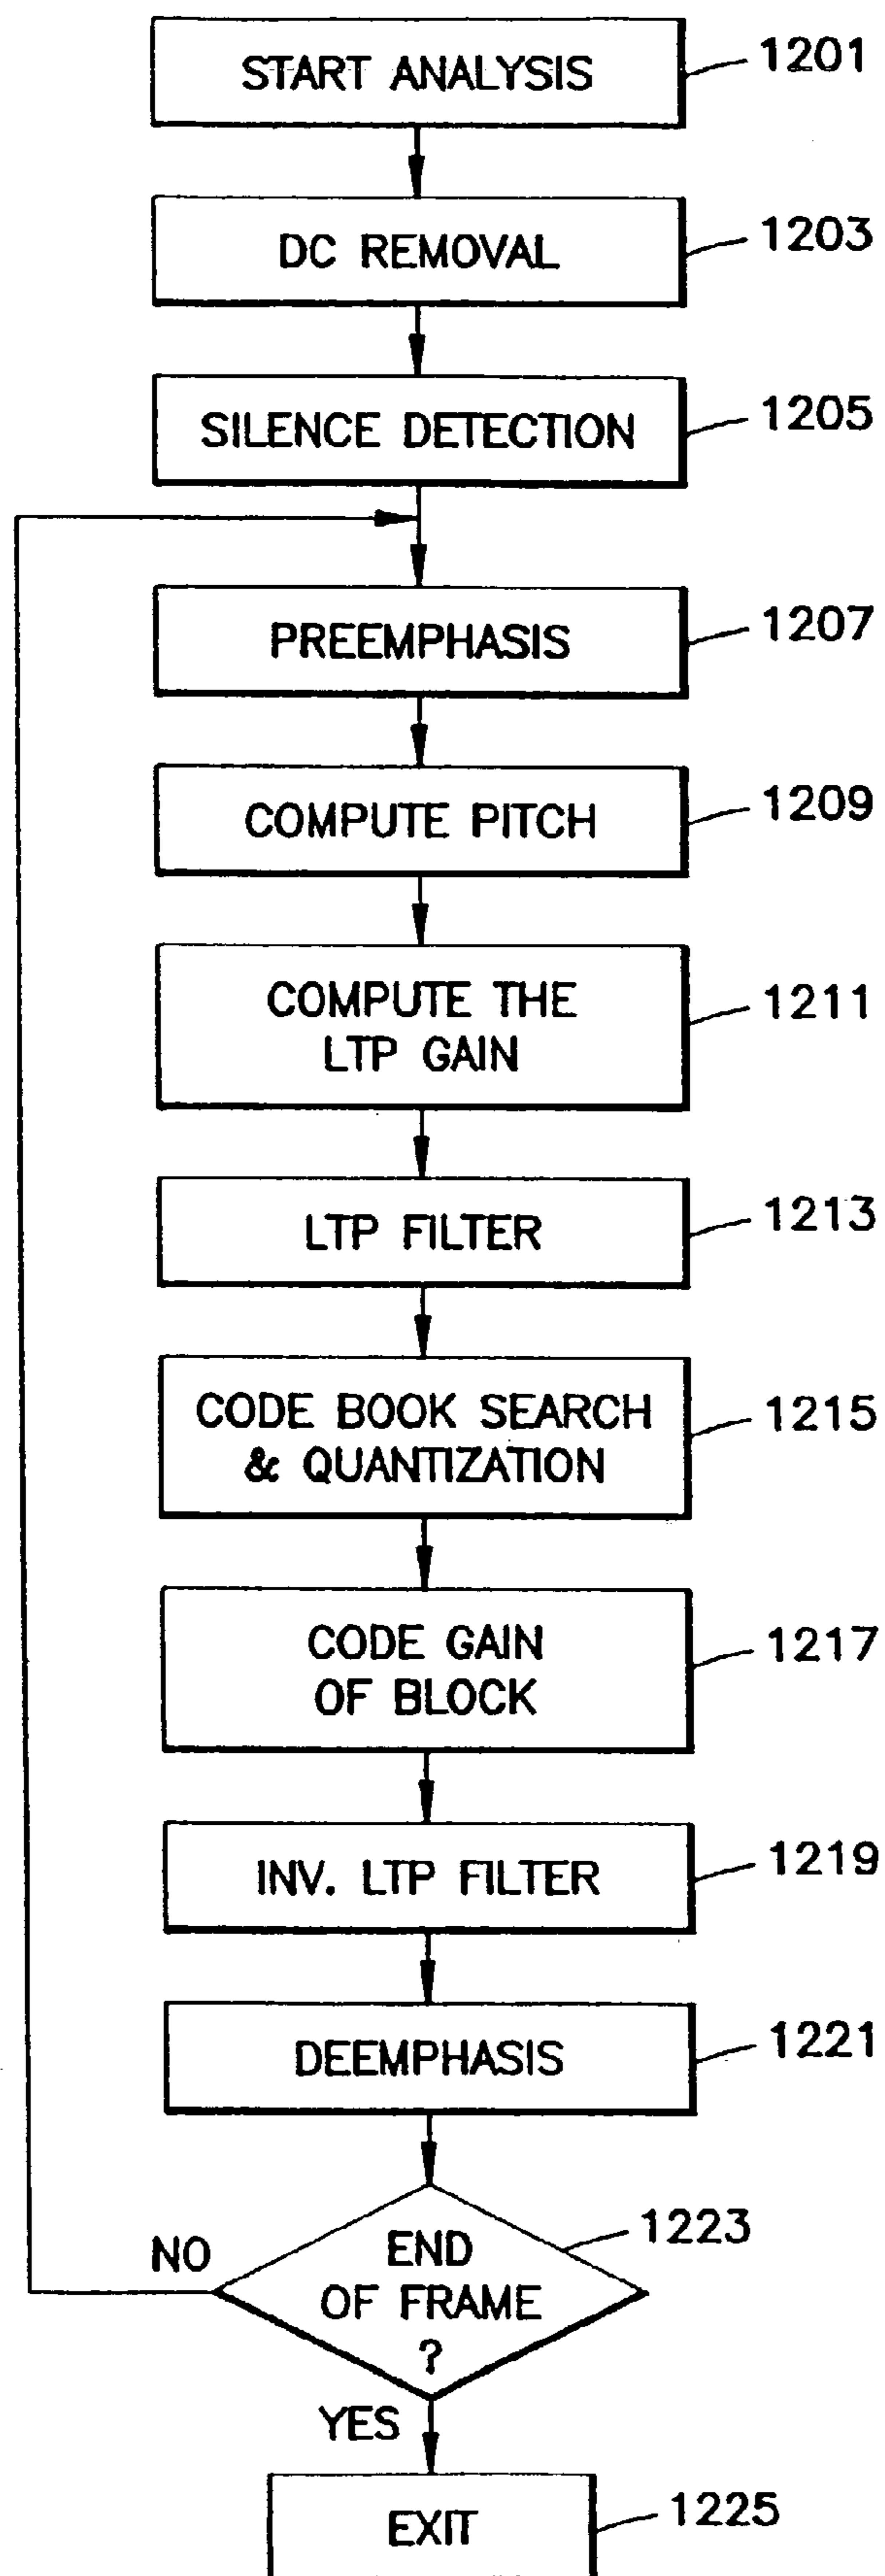 START ANALYSIS 1201
DC REMOVAL 1203
SILENCE DETECTION 1205
PREEMPHASIS 1207
COMPUTE PITCH 1209
COMPUTE THE
LTP GAIN 1211
LTP FILTER 1213
CODE BOOK SEARCH
& QUANTIZATION 1215
CODE GAIN
OF BLOCK 1217
INV. LTP FILTER 1219
DEEMPHASIS 1221
END
OF FRAME
?
1223
NO
YES
EXIT 1225